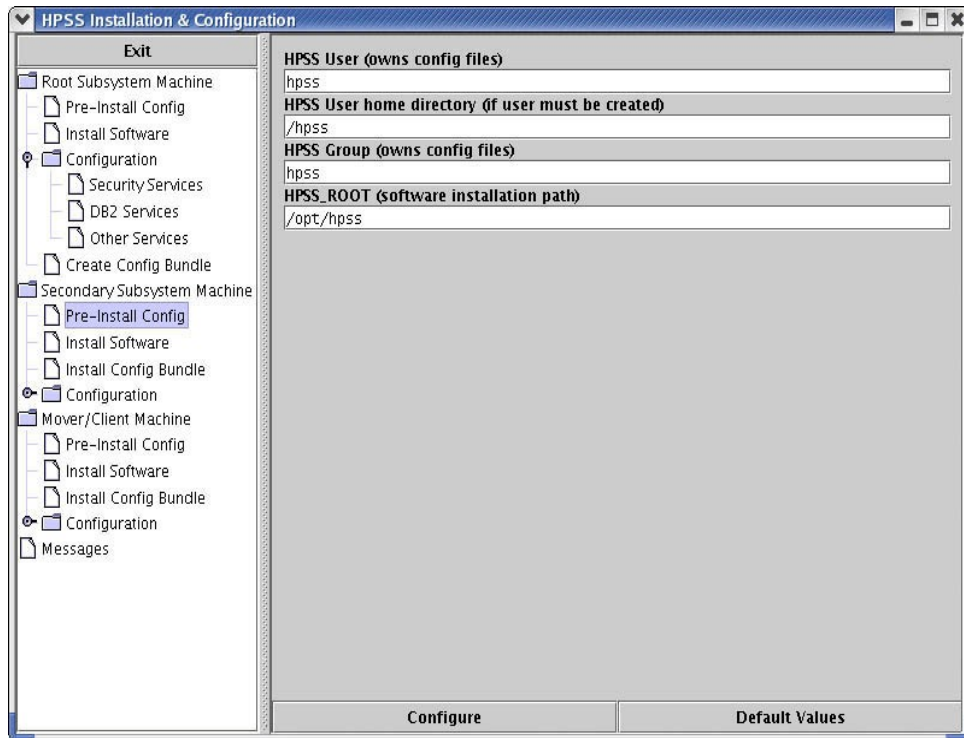 HPSS Installation & Configuration
Exit
Root Subsystem Machine
Pre-Install Config
Install Software
Configuration
Security Services
DB2 Services
Other Services
Create Config Bundle
Secondary Subsystem Machine
Pre-Install Config
Install Software
Install Config Bundle
Configuration
Mover/Client Machine
Pre-Install Config
Install Software
Install Config Bundle
Configuration
Messages
HPSS User (owns config files)
hpss
HPSS User home directory (if user must be created)
/hpss
HPSS Group (owns config files)
hpss
HPSS_ROOT (software installation path)
/opt/hpss
Configure
Default Values